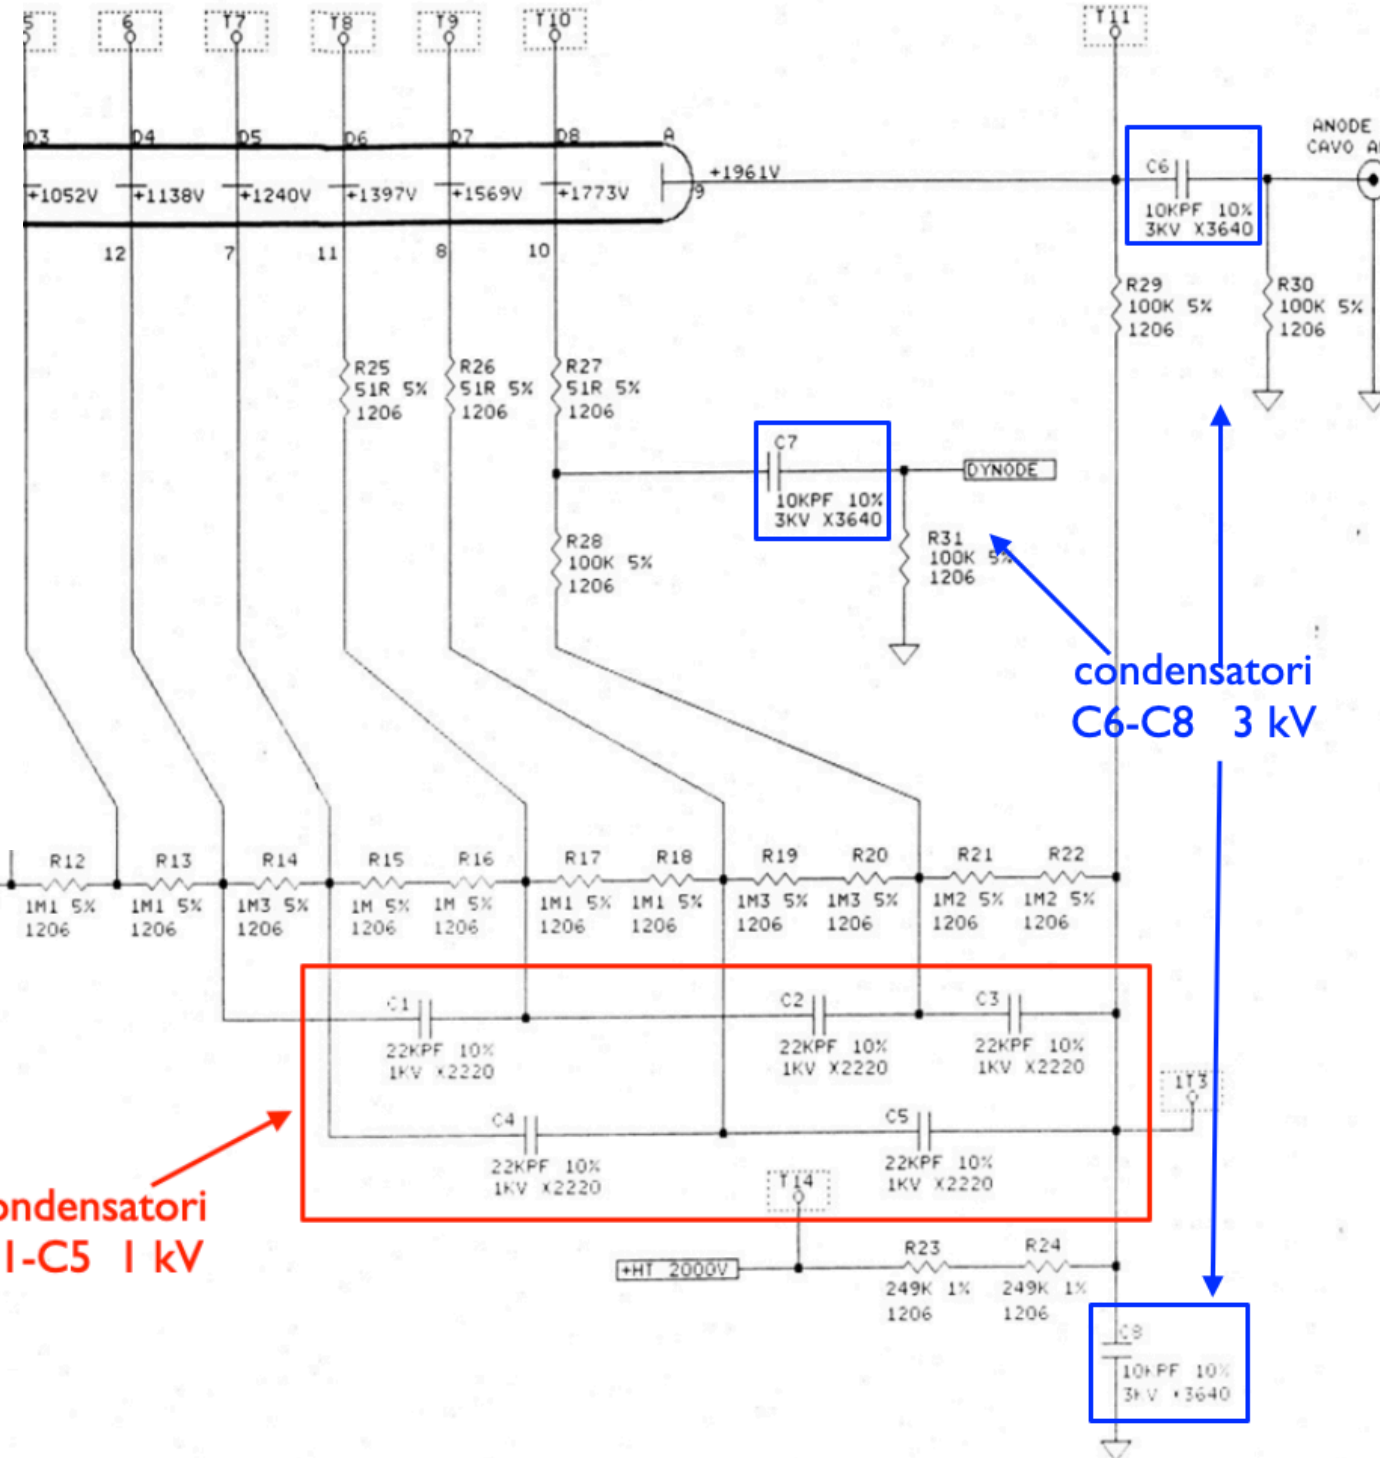 5
6
T7
T8
T9
T10
T11
D3
D4
D5
D6
D7
D8
A
ANODE
CAVO A
+1052V
+1138V
+1240V
+1397V
+1569V
+1773V
+1961V
9
C6
10KPF 10%
3KV X3640
12
7
11
8
10
R29
100K 5%
1206
R30
100K 5%
1206
R25
51R 5%
1206
R26
51R 5%
1206
R27
51R 5%
1206
C7
10KPF 10%
3KV X3640
DYNODE
R28
100K 5%
1206
R31
100K 5%
1206
condensatori
C6-C8 3 kV
R12
1M1 5%
1206
R13
1M1 5%
1206
R14
1M3 5%
1206
R15
1M 5%
1206
R16
1M 5%
1206
R17
1M1 5%
1206
R18
1M1 5%
1206
R19
1M3 5%
1206
R20
1M3 5%
1206
R21
1M2 5%
1206
R22
1M2 5%
1206
C1
22KPF 10%
1KV X2220
C2
22KPF 10%
1KV X2220
C3
22KPF 10%
1KV X2220
1T3
C4
22KPF 10%
1KV X2220
C5
22KPF 10%
1KV X2220
T14
ondensatori
1-C5 1 kV
+HT 2000V
R23
249K 1%
1206
R24
249K 1%
1206
C8
10KPF 10%
3KV X3640